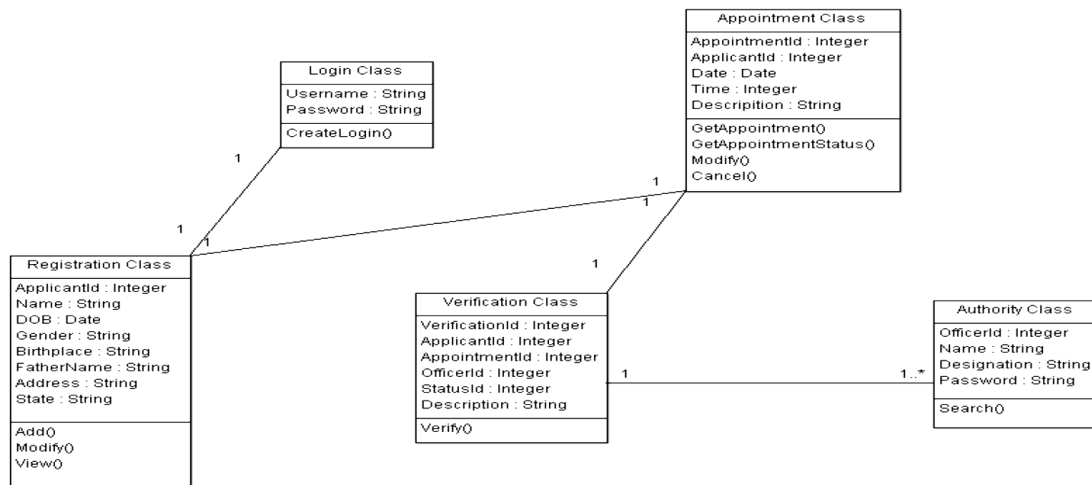 Appointment Class
AppointmentId : Integer
ApplicantId : Integer
Date : Date
Time : Integer
Descripition : String
GetAppointment()
GetAppointmentStatus()
Modify()
Cancel()
Login Class
Username : String
Password : String
CreateLogin()
1
1
1
1
1
1
Registration Class
ApplicantId : Integer
Name : String
DOB : Date
Gender : String
Birthplace : String
FatherName : String
Address : String
State : String
Add()
Modify()
View()
Verification Class
VerificationId : Integer
ApplicantId : Integer
AppointmentId : Integer
OfficerId : Integer
StatusId : Integer
Description : String
Verify()
1
1..*
Authority Class
OfficerId : Integer
Name : String
Designation : String
Password : String
Search()